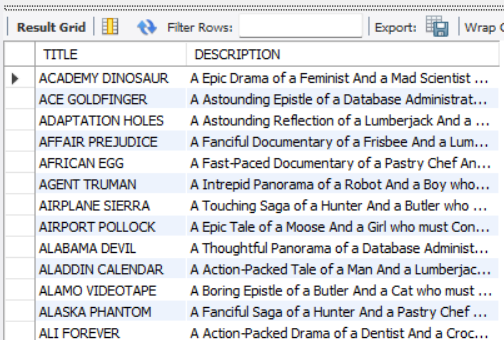 Result Grid Filter Rows: Export: Wrap C
TITLE DESCRIPTION
ACADEMY DINOSAUR A Epic Drama of a Feminist And a Mad Scientist ...
ACE GOLDFINGER A Astounding Epistle of a Database Administrat...
ADAPTATION HOLES A Astounding Reflection of a Lumberjack And a ...
AFFAIR PREJUDICE A Fanciful Documentary of a Frisbee And a Lum...
AFRICAN EGG A Fast-Paced Documentary of a Pastry Chef An...
AGENT TRUMAN A Intrepid Panorama of a Robot And a Boy who...
AIRPLANE SIERRA A Touching Saga of a Hunter And a Butler who ...
AIRPORT POLLOCK A Epic Tale of a Moose And a Girl who must Con...
ALABAMA DEVIL A Thoughtful Panorama of a Database Administ...
ALADDIN CALENDAR A Action-Packed Tale of a Man And a Lumberjac...
ALAMO VIDEOTAPE A Boring Epistle of a Butler And a Cat who must ...
ALASKA PHANTOM A Fanciful Saga of a Hunter And a Pastry Chef ...
ALI FOREVER A Action-Packed Drama of a Dentist And a Croc...